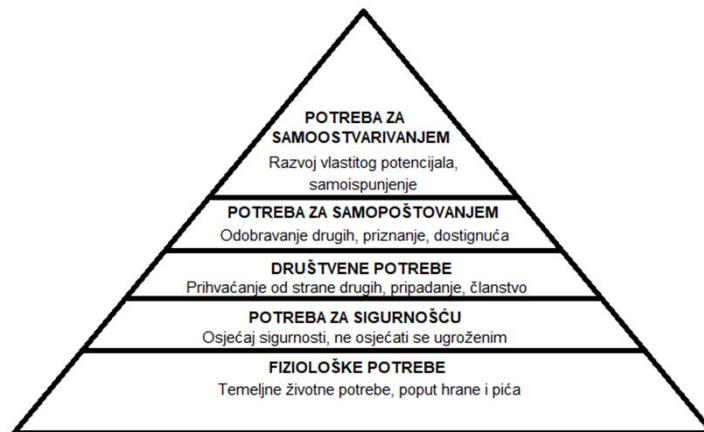 POTREBA ZA
SAMOOSTVARIVANJEM
Razvoj vlastitog potencijala,
samoispunjenje
POTREBA ZA SAMOPOŠTOVANJEM
Odobravanje drugih, priznanje, dostignuća
DRUŠTVENE POTREBE
Prihvaćanje od strane drugih, pripadanje, članstvo
POTREBA ZA SIGURNOŠĆU
Osjećaj sigurnosti, ne osjećati se ugroženim
FIZIOLOŠKE POTREBE
Temeljne životne potrebe, poput hrane i pića